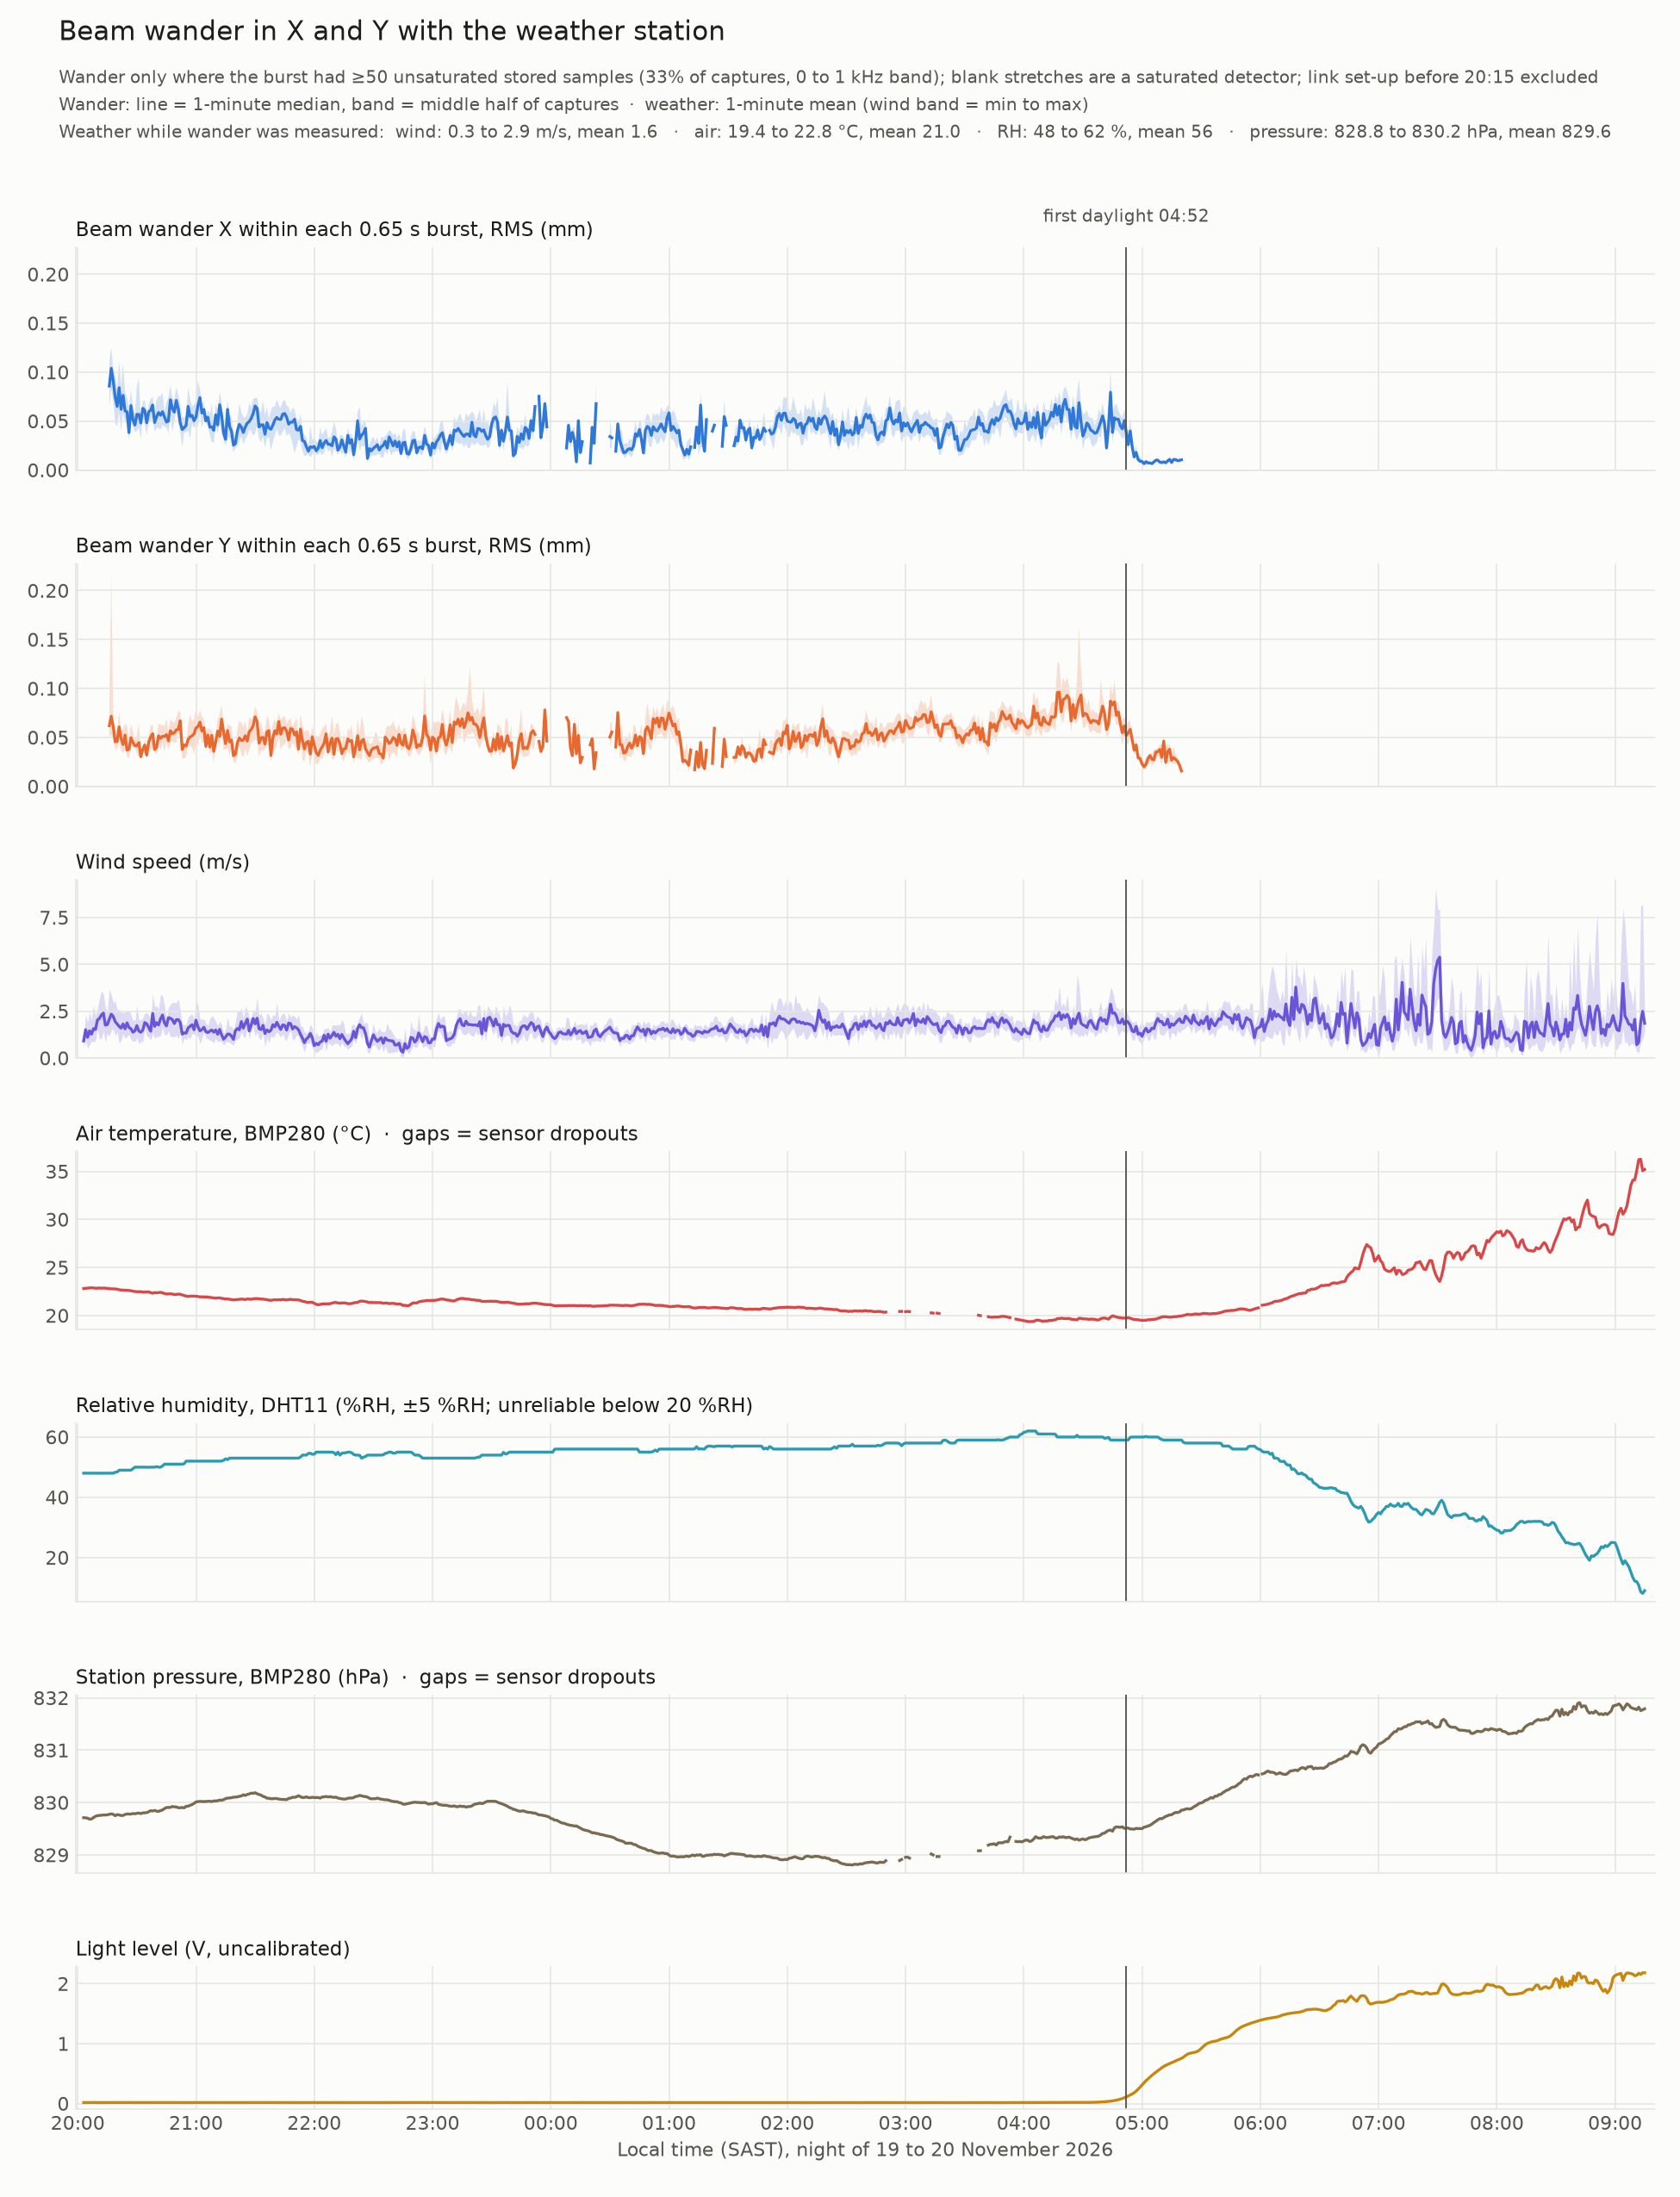 Beam wander in X and Y with the weather station
Wander only where the burst had ≥50 unsaturated stored samples (33% of captures, 0 to 1 kHz band); blank stretches are a saturated detector; link set-up before 20:15 excluded
Wander: line = 1-minute median, band = middle half of captures · weather: 1-minute mean (wind band = min to max)
Weather while wander was measured: wind: 0.3 to 2.9 m/s, mean 1.6 · air: 19.4 to 22.8 °C, mean 21.0 · RH: 48 to 62 %, mean 56 · pressure: 828.8 to 830.2 hPa, mean 829.6
first daylight 04:52
Beam wander X within each 0.65 s burst, RMS (mm)
0.20
0.15
0.10
0.05
0.00
Beam wander Y within each 0.65 s burst, RMS (mm)
0.20
0.15
0.10
0.05
0.00
Wind speed (m/s)
7.5
5.0
2.5
0.0
Air temperature, BMP280 (°C) · gaps = sensor dropouts
35
30
25
20
Relative humidity, DHT11 (%RH, ±5 %RH; unreliable below 20 %RH)
60
40
20
Station pressure, BMP280 (hPa) · gaps = sensor dropouts
832
831
830
829
Light level (V, uncalibrated)
2
1
0
20:00 21:00 22:00 23:00 00:00 01:00 02:00 03:00 04:00 05:00 06:00 07:00 08:00 09:00
Local time (SAST), night of 19 to 20 November 2026